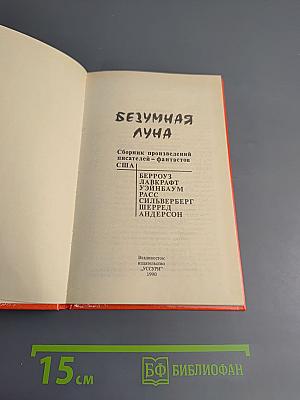 БЕЗУМНАЯ
ЛУНА
Сборник произведений
писателей - фантастов
США
БЕРРОУЗ
ЛАВКРАФТ
УЭЙНБАУМ
РАСС
СИЛЬВЕРБЕРГ
ШЕРРЕД
АНДЕРСОН
Владивосток
издательство
"УССУРИ"
1990
15 см
БФ БИБЛИОФАН